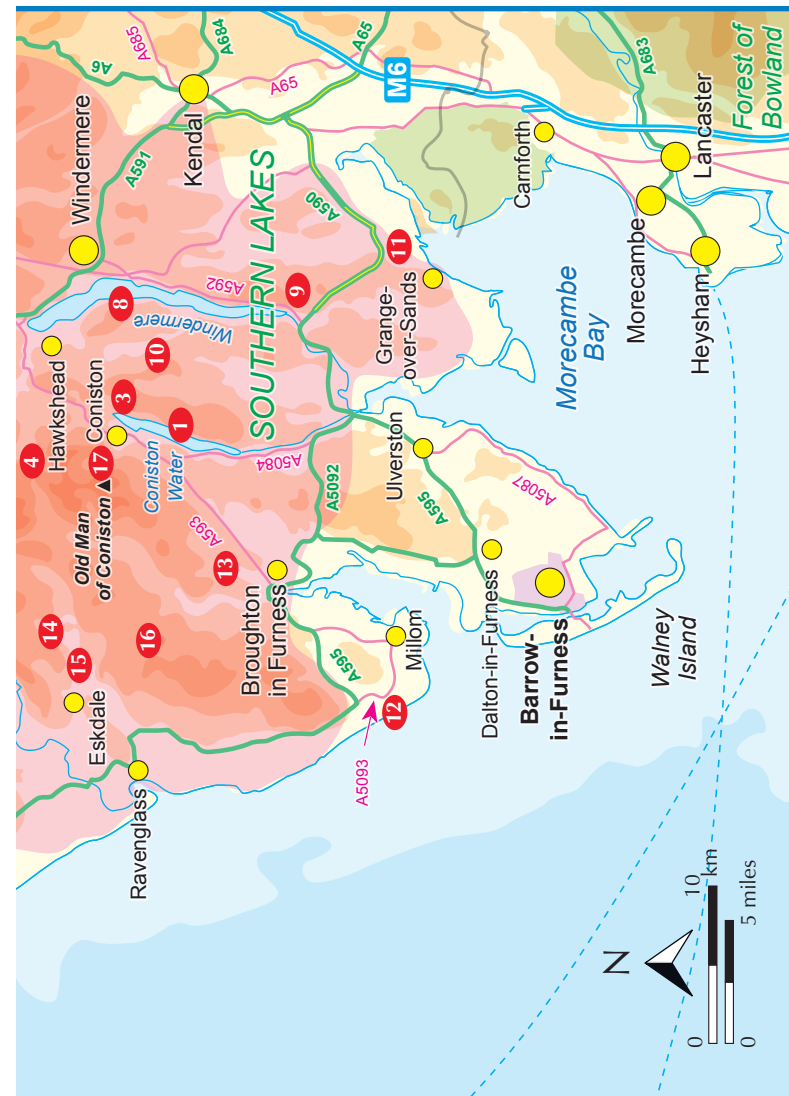 Ravenglass
Eskdale
15
14
16
4
Hawkshead
17
Coniston
3
Old Man
of Coniston
1
Coniston
Water
10
8
Windermere
Windermere
A591
A6
A685
A684
Kendal
A65
A65
A593
13
A5084
A592
9
SOUTHERN LAKES
A590
M6
Broughton
in Furness
A5092
A595
Millom
12
A5093
11
Grange-
over-Sands
Ulverston
A595
A5087
Dalton-in-Furness
Barrow-
in-Furness
Walney
Island
Morecambe
Bay
Carnforth
A683
Lancaster
Morecambe
Heysham
Forest of
Bowland
N
0
10
km
0
5 miles